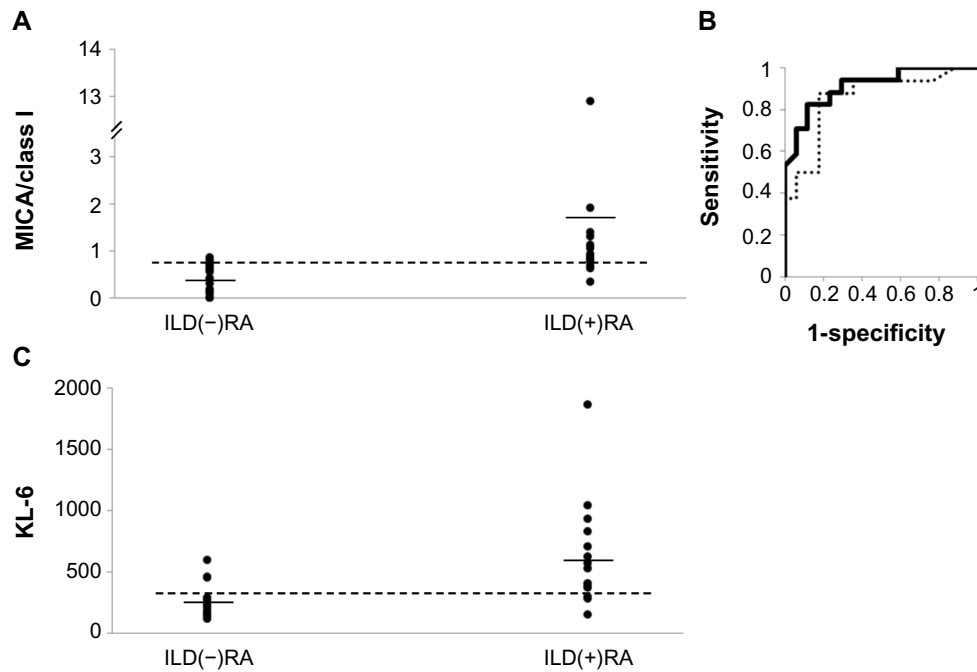 A
14
13
3
2
1
0
MICA/class I
ILD(−)RA
ILD(+)RA
B
1
0.8
0.6
0.4
0.2
0
Sensitivity
0 0.2 0.4 0.6 0.8 1
1-specificity
C
2000
1500
1000
500
0
KL-6
ILD(−)RA
ILD(+)RA